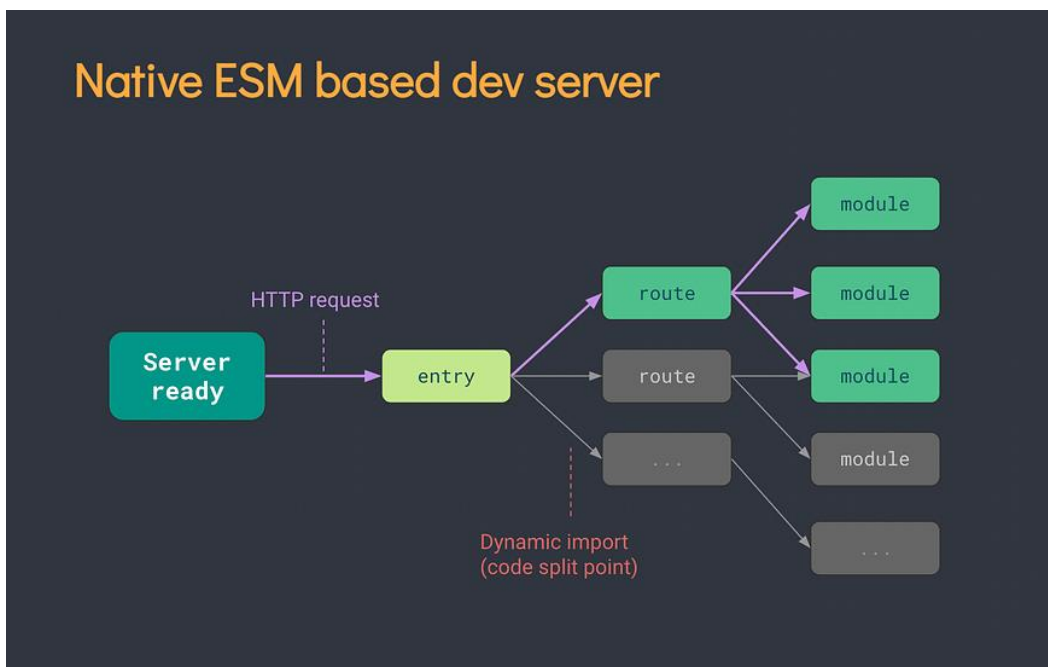 Native ESM based dev server
HTTP request
Server
ready
entry
route
route
...
module
module
module
module
...
Dynamic import
(code split point)